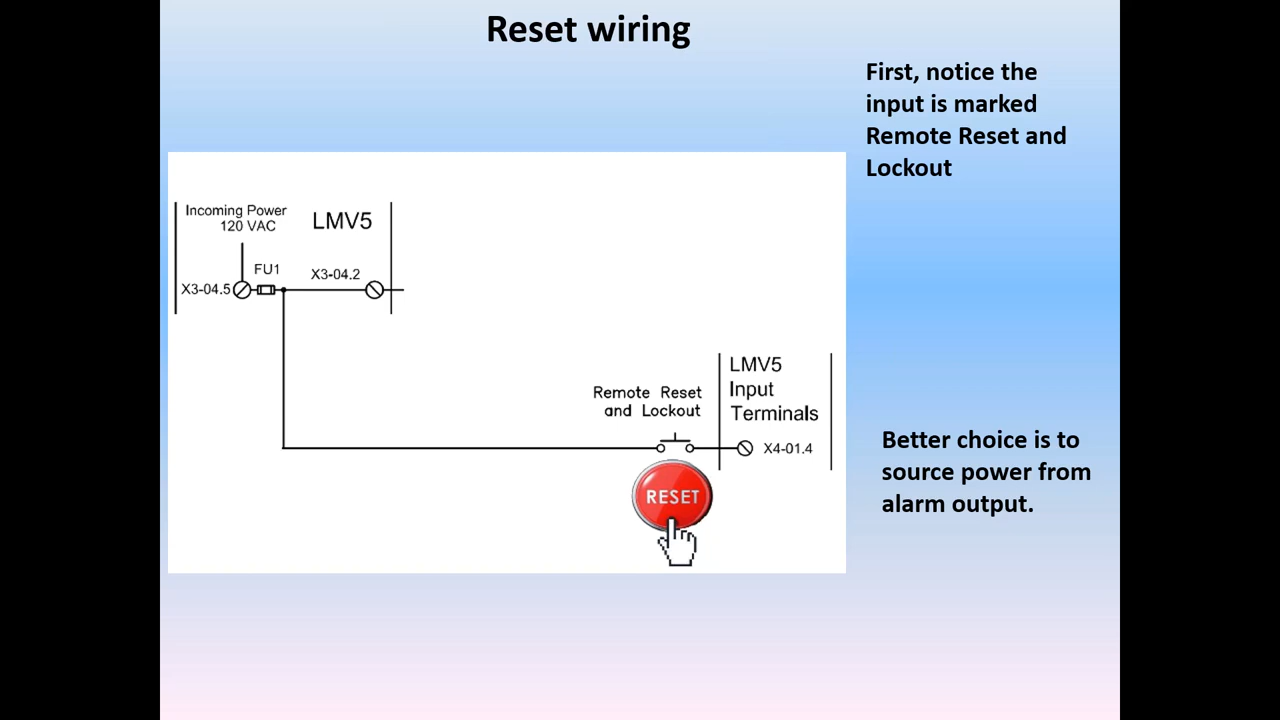 Reset wiring
First, notice the
input is marked
Remote Reset and
Lockout
Incoming Power
120 VAC
LMV5
FU1
X3-04.2
X3-04.5
LMV5
Input
Terminals
Remote Reset
and Lockout
X4-01.4
RESET
Better choice is to
source power from
alarm output.